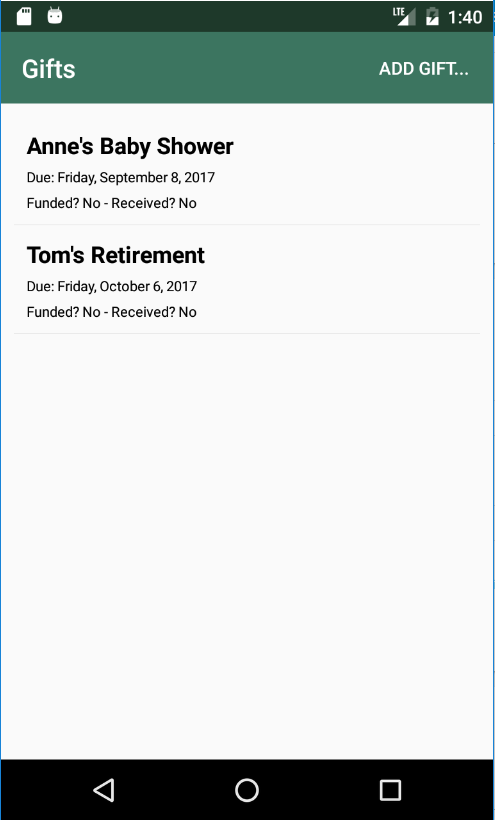 LTE 1:40
Gifts ADD GIFT...
Anne's Baby Shower
Due: Friday, September 8, 2017
Funded? No - Received? No
Tom's Retirement
Due: Friday, October 6, 2017
Funded? No - Received? No